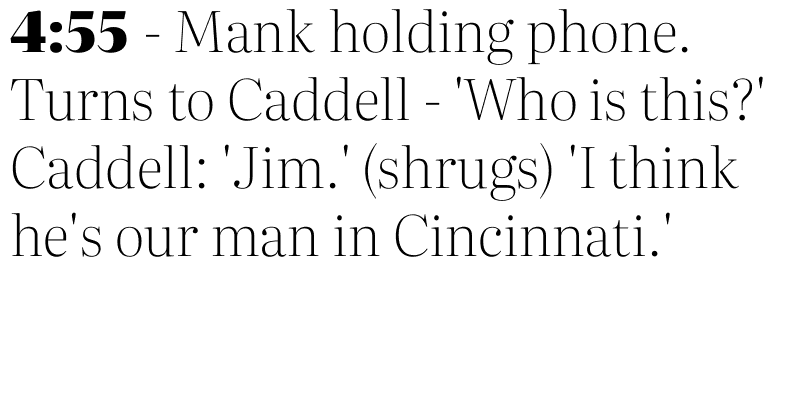 4:55 - Mank holding phone.
Turns to Caddell - 'Who is this?'
Caddell: 'Jim.' (shrugs) 'I think
he's our man in Cincinnati.'